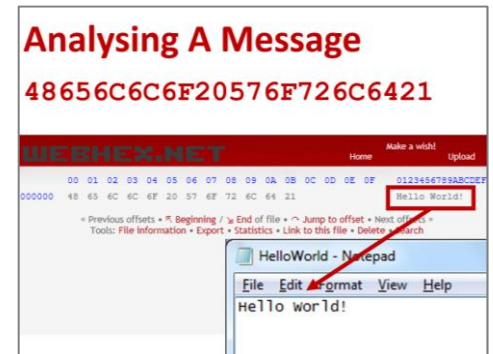 Analysing A Message
48656C6C6F20576F726C6421
WEBHEX.NET
Make a wish!
Home Upload
00 01 02 03 04 05 06 07 08 09 0A 0B 0C 0D 0E 0F 0123456789ABCDEF
000000 48 65 6C 6C 6F 20 57 6F 72 6C 64 21 Hello World!
« Previous offsets • Beginning / End of file • Jump to offset • Next offsets »
Tools: File information • Export • Statistics • Link to this file • Delete • Search
HelloWorld - Notepad
File Edit Format View Help
Hello World!